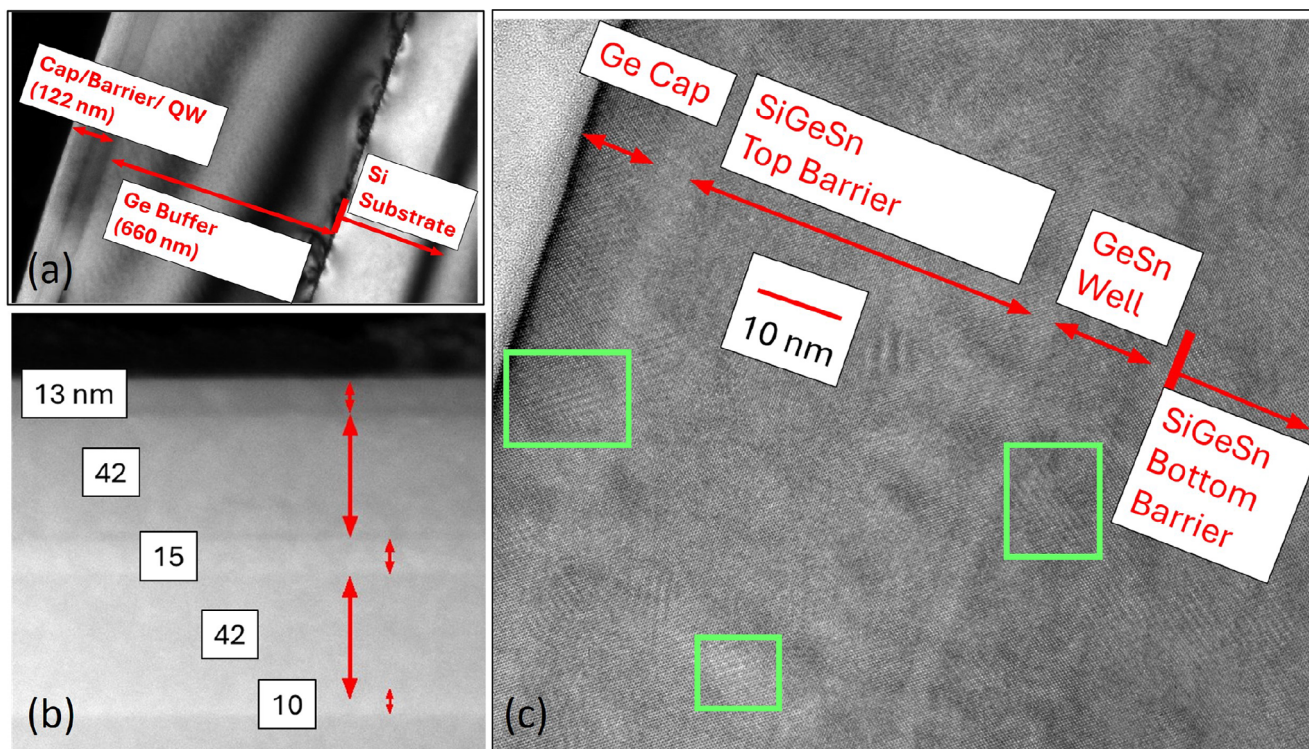 Cap/Barrier/ QW
(122 nm)
Ge Buffer
(660 nm)
Si
Substrate
(a)
13 nm
42
15
42
10
(b)
Ge Cap
SiGeSn
Top Barrier
GeSn
Well
10 nm
SiGeSn
Bottom
Barrier
(c)